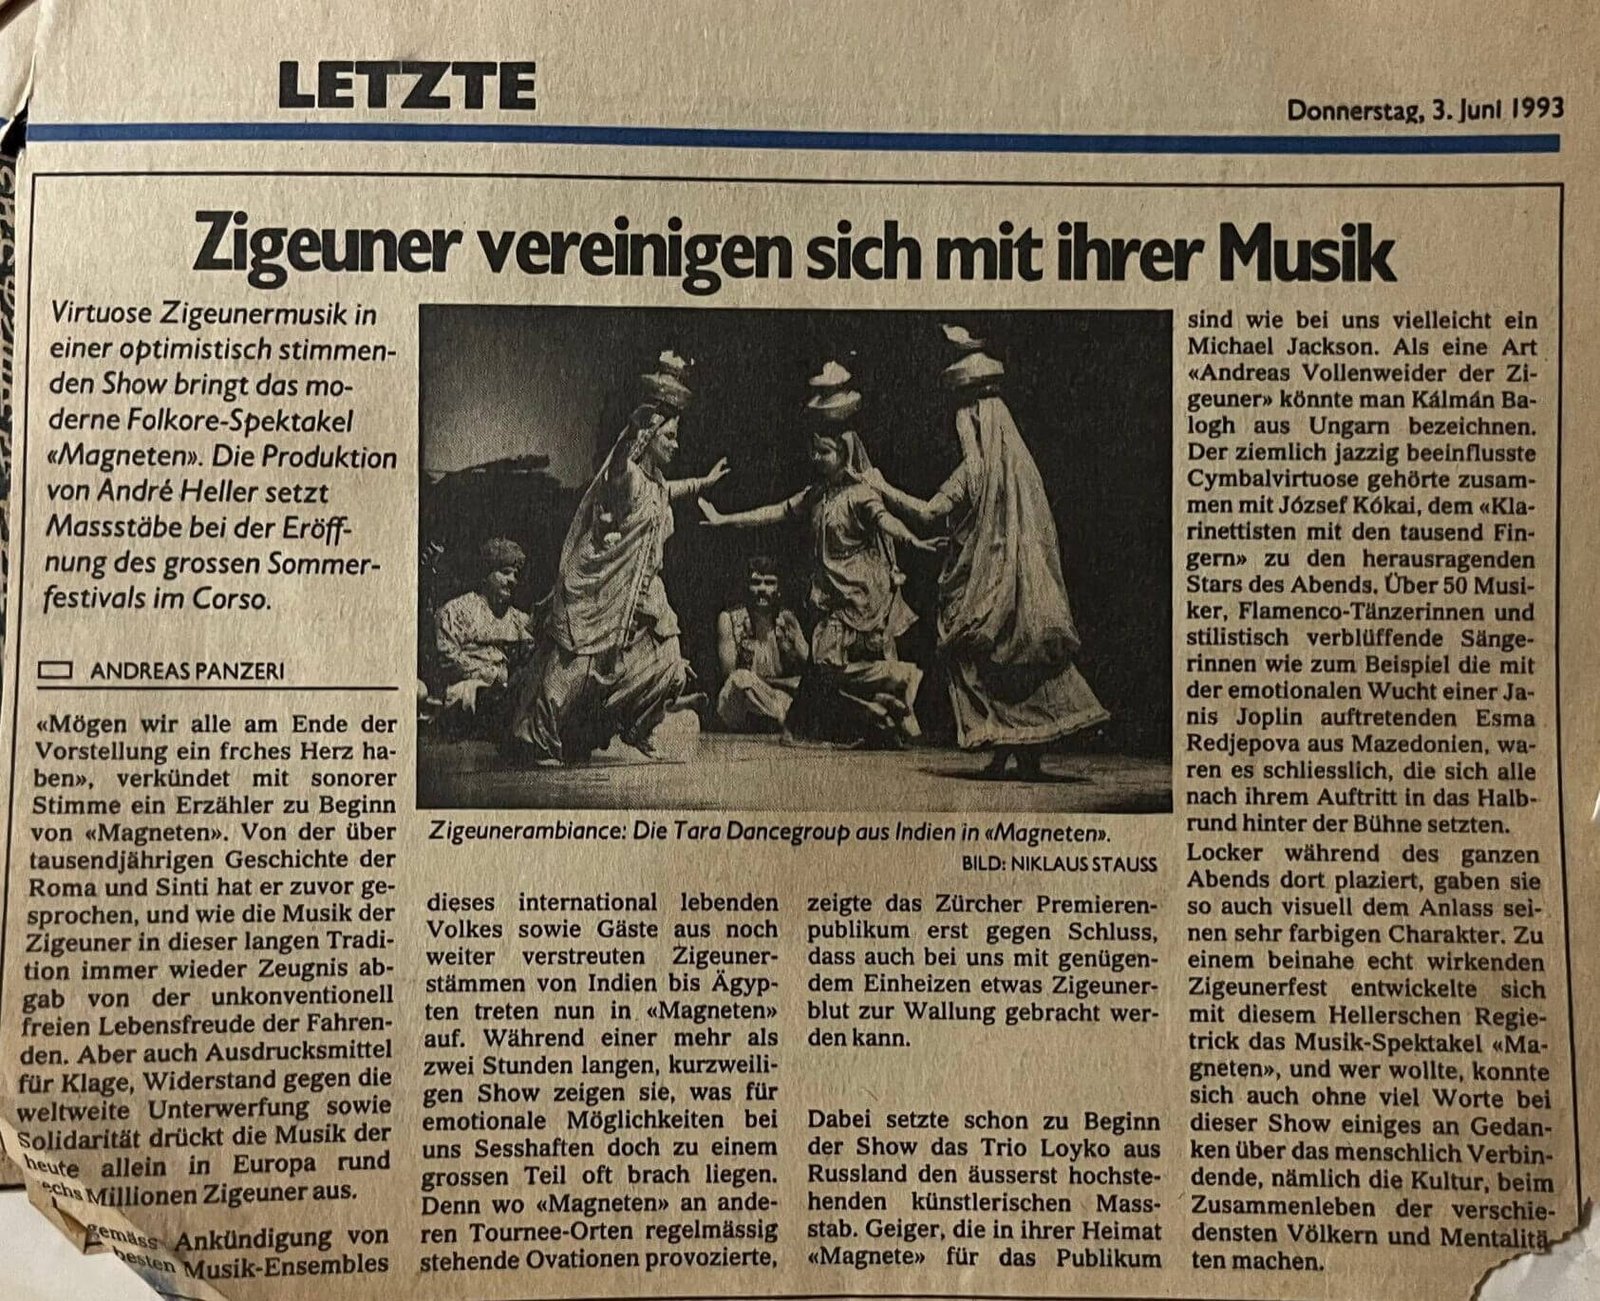 LETZTE
Donnerstag, 3. Juni 1993
Zigeuner vereinigen sich mit ihrer Musik
Virtuose Zigeunermusik in
einer optimistisch stimmen-
den Show bringt das mo-
derne Folkore-Spektakel
«Magneten». Die Produktion
von André Heller setzt
Massstäbe bei der Eröff-
nung des grossen Sommer-
festivals im Corso.
ANDREAS PANZERI
«Mögen wir alle am Ende der
Vorstellung ein frches Herz ha-
ben», verkündet mit sonorer
Stimme ein Erzähler zu Beginn
von «Magneten». Von der über
tausendjährigen Geschichte der
Roma und Sinti hat er zuvor ge-
sprochen, und wie die Musik der
Zigeuner in dieser langen Tradi-
tion immer wieder Zeugnis ab-
gab von der unkonventionell
freien Lebensfreude der Fahren-
den. Aber auch Ausdrucksmittel
für Klage, Widerstand gegen die
weltweite Unterwerfung sowie
Solidarität drückt die Musik der
heute allein in Europa rund
echs Millionen Zigeuner aus.
gemäss Ankündigung von
besten Musik-Ensembles
Zigeunerambiance: Die Tara Dancegroup aus Indien in «Magneten».
BILD: NIKLAUS STAUSS
dieses international lebenden
Volkes sowie Gäste aus noch
weiter verstreuten Zigeuner-
stämmen von Indien bis Ägyp-
ten treten nun in «Magneten»
auf. Während einer mehr als
zwei Stunden langen, kurzweili-
gen Show zeigen sie, was für
emotionale Möglichkeiten bei
uns Sesshaften doch zu einem
grossen Teil oft brach liegen.
Denn wo «Magneten» an ande-
ren Tournee-Orten regelmässig
stehende Ovationen provozierte,
zeigte das Zürcher Premieren-
publikum erst gegen Schluss,
dass auch bei uns mit genügen-
dem Einheizen etwas Zigeuner-
blut zur Wallung gebracht wer-
den kann.
Dabei setzte schon zu Beginn
der Show das Trio Loyko aus
Russland den äusserst hochste-
henden künstlerischen Mass-
stab. Geiger, die in ihrer Heimat
«Magnete» für das Publikum
sind wie bei uns vielleicht ein
Michael Jackson. Als eine Art
«Andreas Vollenweider der Zi-
geuner» könnte man Kálmán Ba-
logh aus Ungarn bezeichnen.
Der ziemlich jazzig beeinflusste
Cymbalvirtuose gehörte zusam-
men mit József Kókai, dem «Kla-
rinettisten mit den tausend Fin-
gern» zu den herausragenden
Stars des Abends. Über 50 Musi-
ker, Flamenco-Tänzerinnen und
stilistisch verblüffende Sänge-
rinnen wie zum Beispiel die mit
der emotionalen Wucht einer Ja-
nis Joplin auftretenden Esma
Redjepova aus Mazedonien, wa-
ren es schliesslich, die sich alle
nach ihrem Auftritt in das Halb-
rund hinter der Bühne setzten.
Locker während des ganzen
Abends dort plaziert, gaben sie
so auch visuell dem Anlass sei-
nen sehr farbigen Charakter. Zu
einem beinahe echt wirkenden
Zigeunerfest entwickelte sich
mit diesem Hellerschen Regie-
trick das Musik-Spektakel «Ma-
gneten», und wer wollte, konnte
sich auch ohne viel Worte bei
dieser Show einiges an Gedan-
ken über das menschlich Verbin-
dende, nämlich die Kultur, beim
Zusammenleben der verschie-
densten Völkern und Mentalitä-
ten machen.